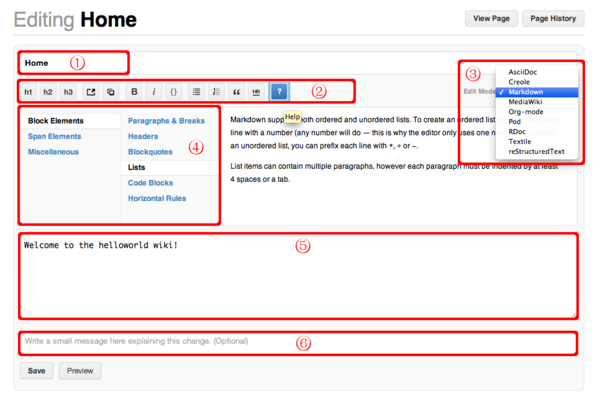 Editing Home
View Page
Page History
①
Home
h1 h2 h3 B i {} “ HR ?
②
③
Edit Mode
AsciiDoc
Creole
✓ Markdown
MediaWiki
Org-mode
Pod
RDoc
Textile
reStructuredText
Help
Block Elements
Span Elements
Miscellaneous
Paragraphs & Breaks
Headers
Blockquotes
Lists
Code Blocks
Horizontal Rules
④
Markdown supp oth ordered and unordered lists. To create an ordered lis
line with a number (any number will do — this is why the editor only uses one n
an unordered list, you can prefix each line with *, + or -.
List items can contain multiple paragraphs, however each paragraph must be indented by at least
4 spaces or a tab.
Welcome to the helloworld wiki!
⑤
Write a small message here explaining this change. (Optional)
⑥
Save
Preview